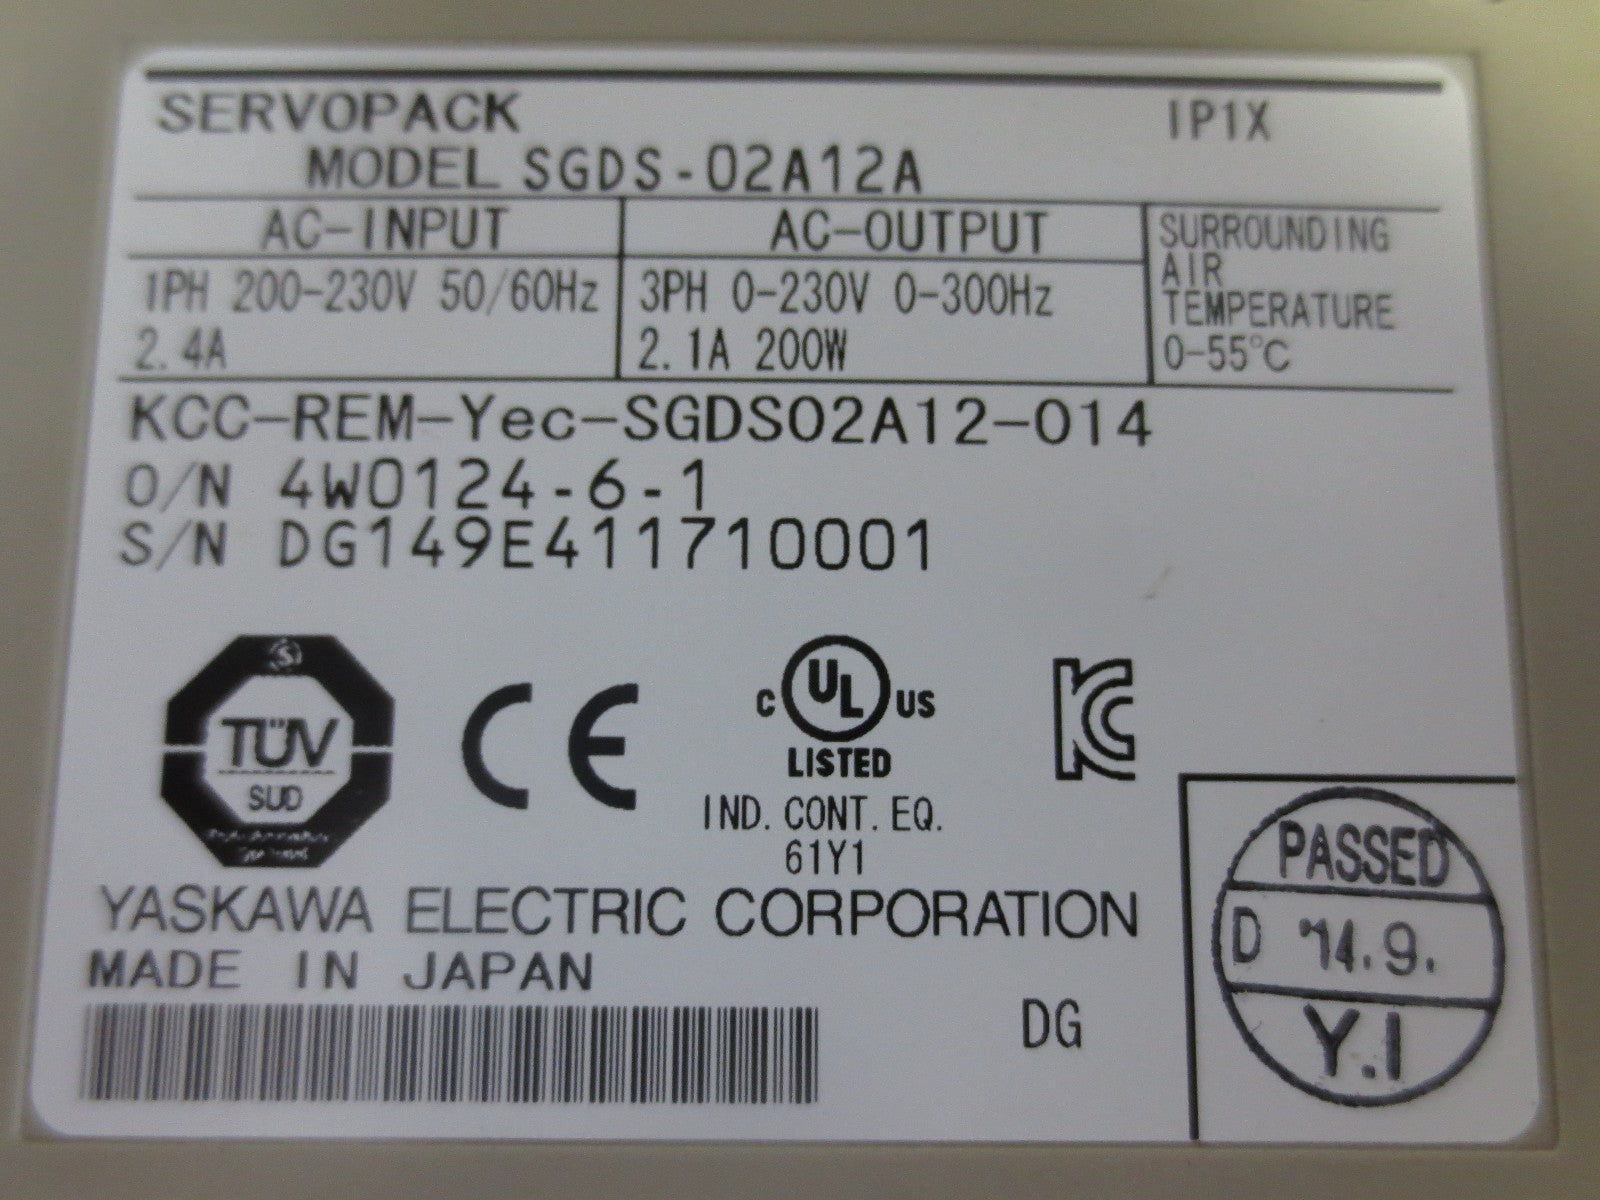 SERVOPACK
IP1X
MODEL SGDS-02A12A
AC-INPUT
1PH 200-230V 50/60Hz
2.4A
AC-OUTPUT
3PH 0-230V 0-300Hz
2.1A 200W
SURROUNDING
AIR
TEMPERATURE
0-55°C
KCC-REM-Yec-SGDS02A12-014
O/N 4W0124-6-1
S/N DG149E411710001
TÜV
SUD
CE
C UL US
LISTED
IND. CONT. EQ.
61Y1
KC
YASKAWA ELECTRIC CORPORATION
MADE IN JAPAN
DG
PASSED
D '14.9.
Y.I